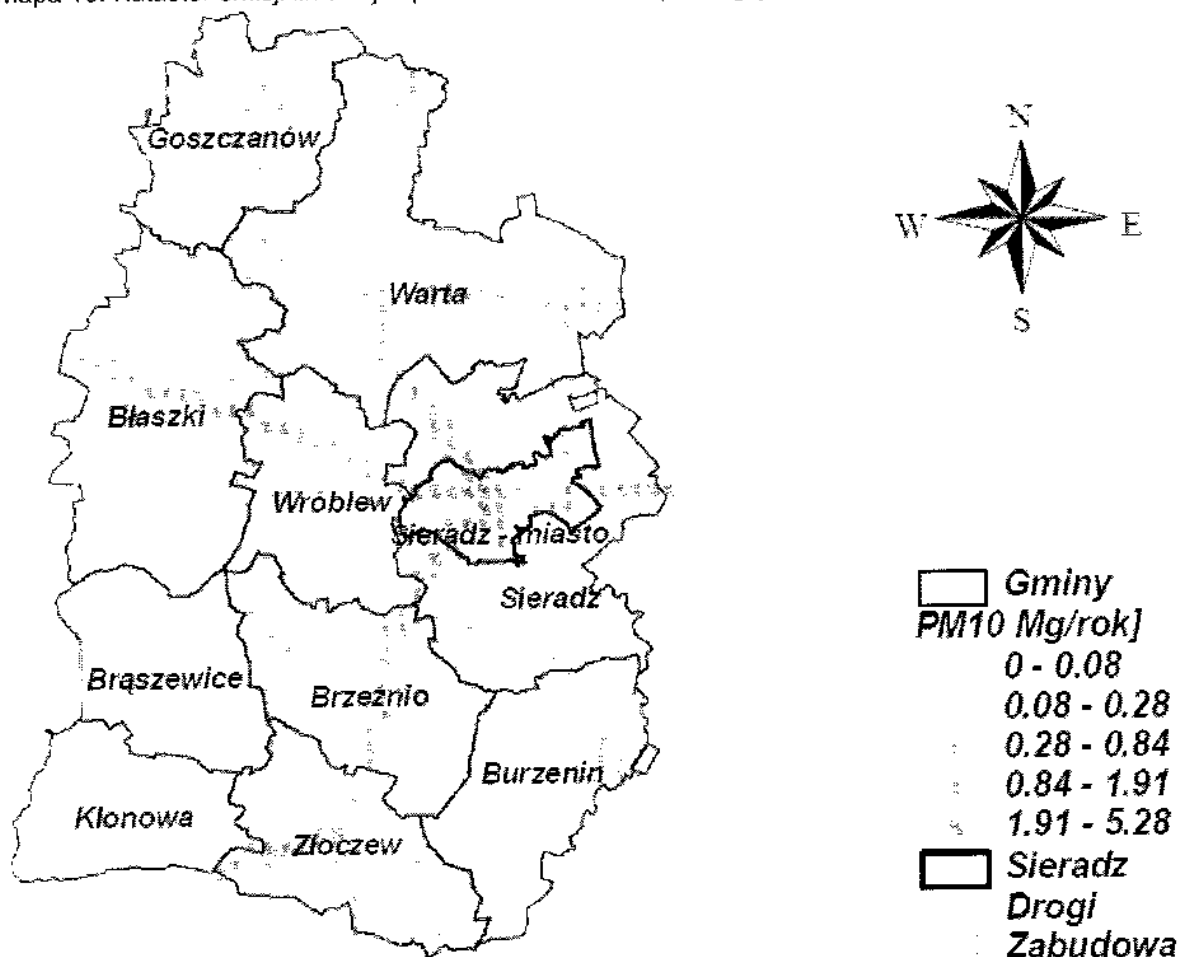 Goszczanów
N
W
E
S
Warta
Błaszki
Wróblew
Sieradz - miasto
Sieradz
Brąszewice
Brzeźnio
Burzenin
Klonowa
Złoczew
Gminy
PM10 Mg/rok]
0 - 0.08
0.08 - 0.28
0.28 - 0.84
0.84 - 1.91
1.91 - 5.28
Sieradz
Drogi
Zabudowa